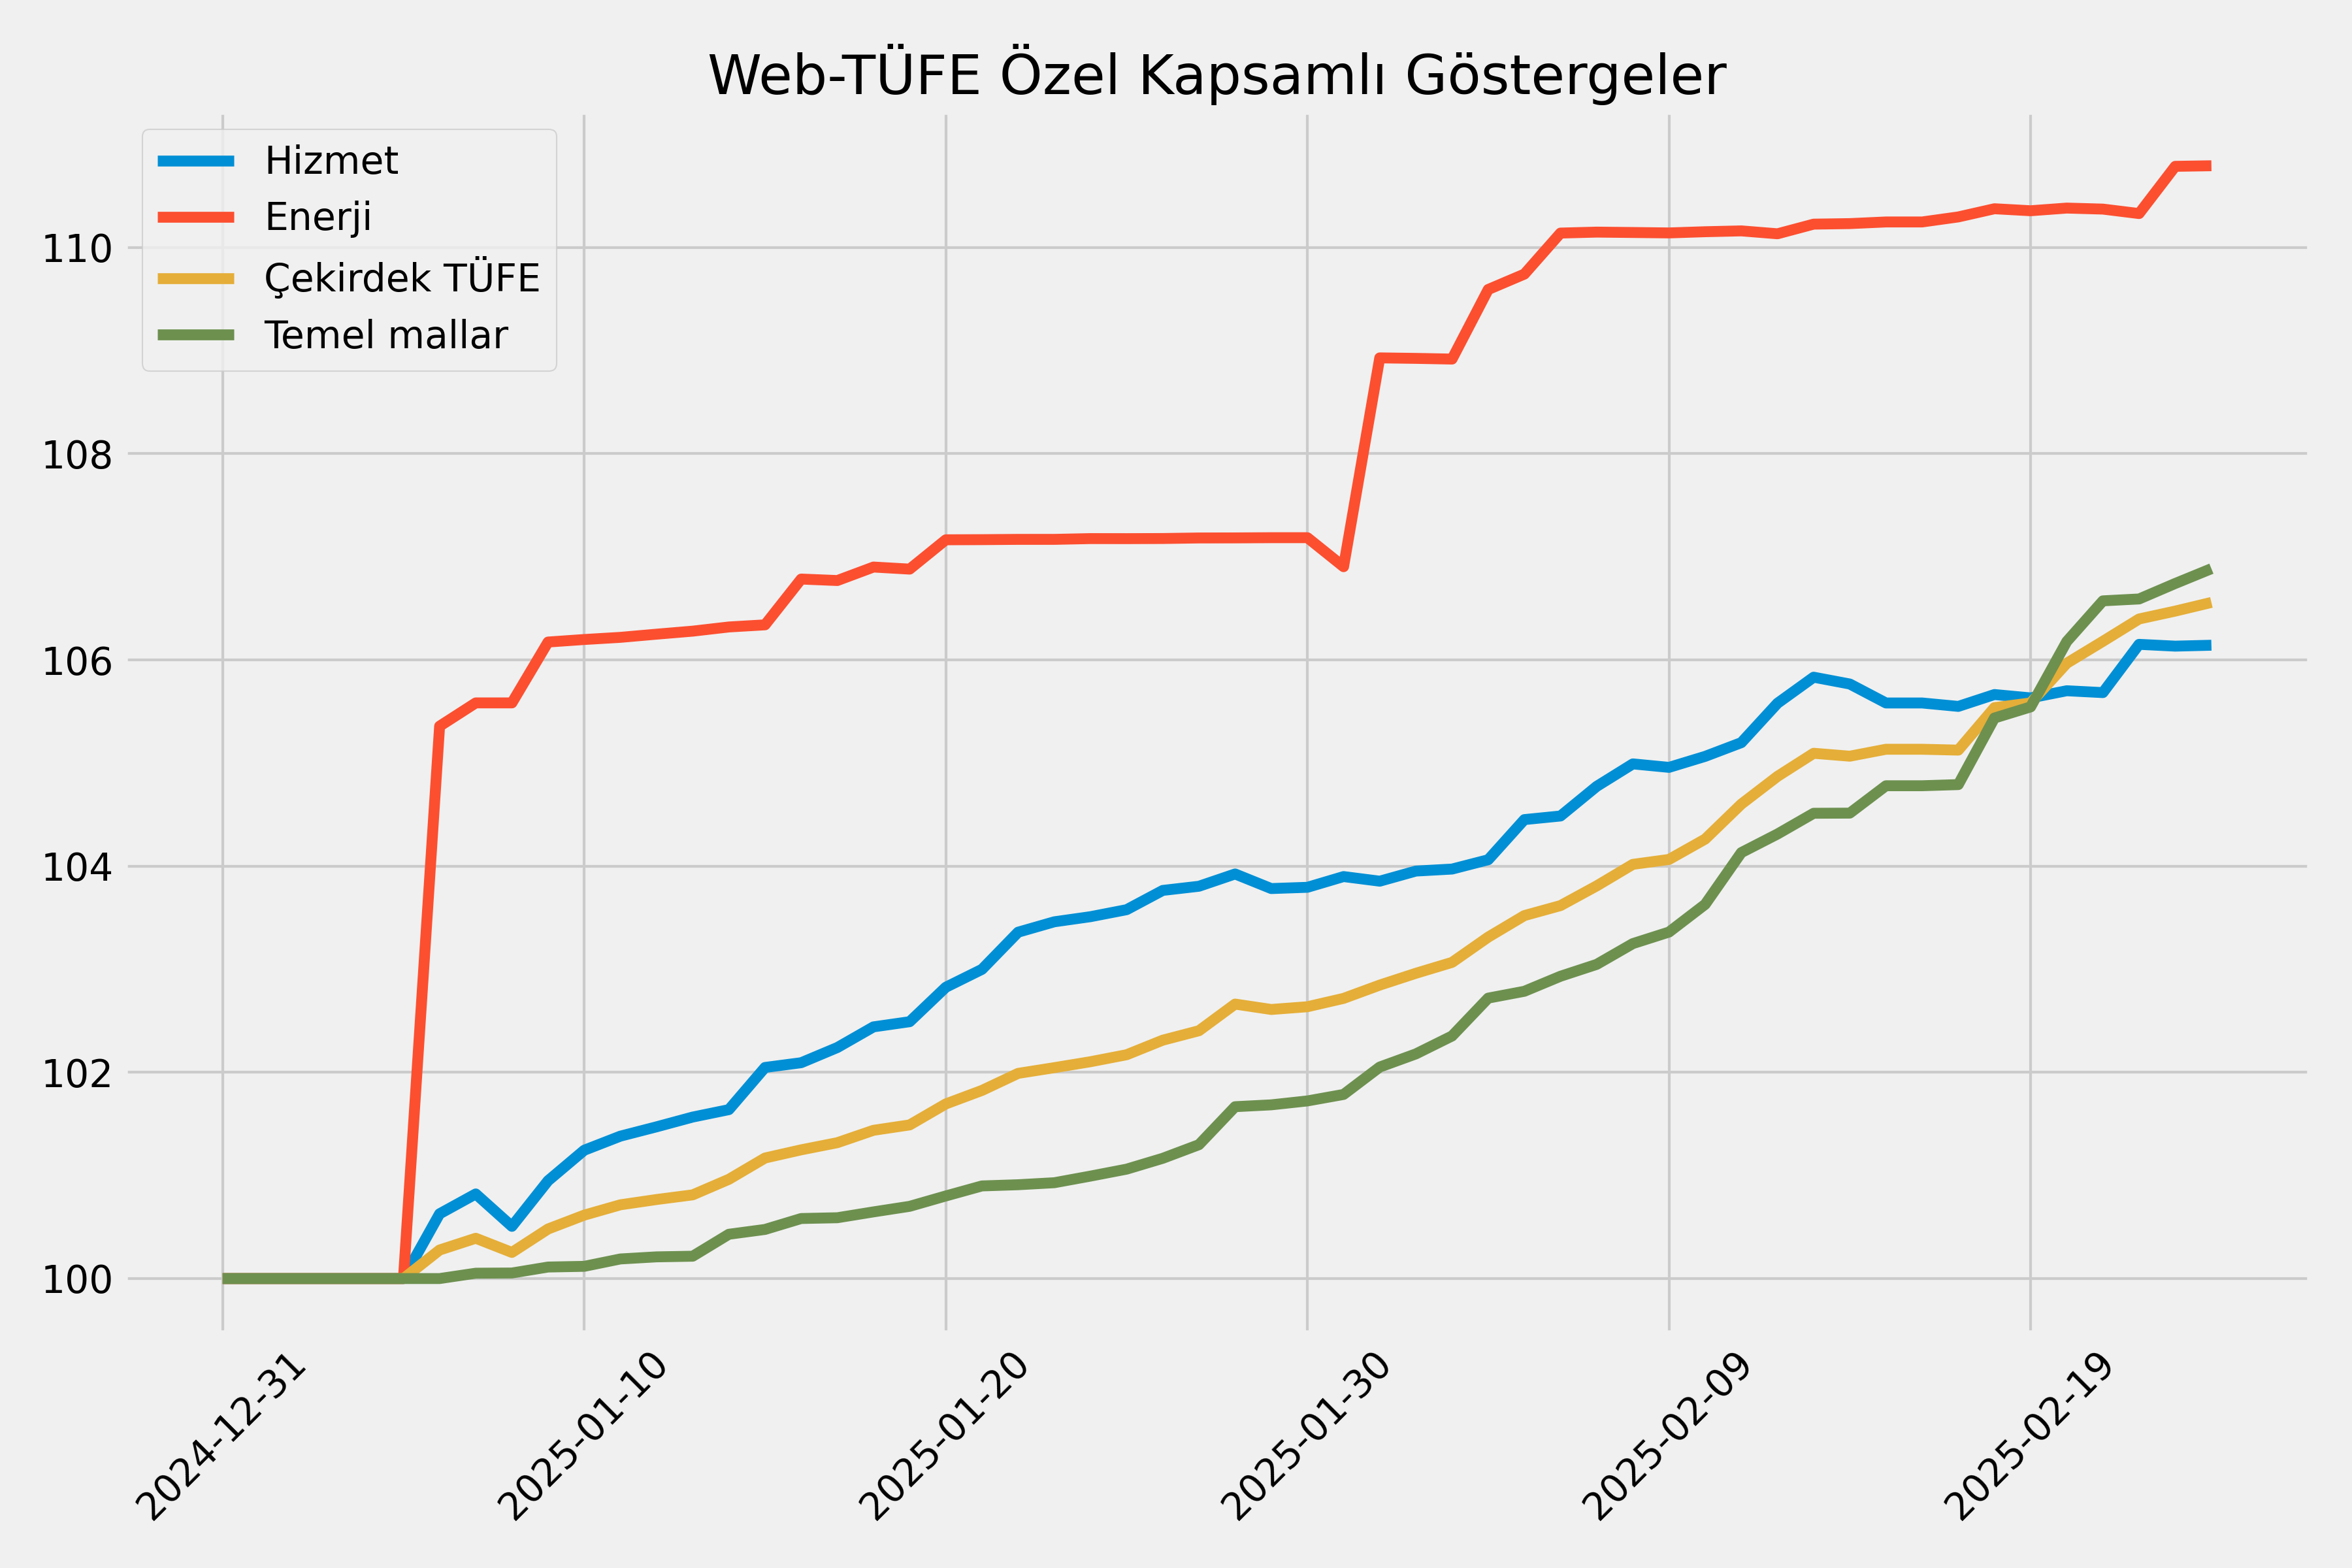 Web-TÜFE Özel Kapsamlı Göstergeler
Hizmet
Enerji
Çekirdek TÜFE
Temel mallar
110
108
106
104
102
100
2024-12-31
2025-01-10
2025-01-20
2025-01-30
2025-02-09
2025-02-19